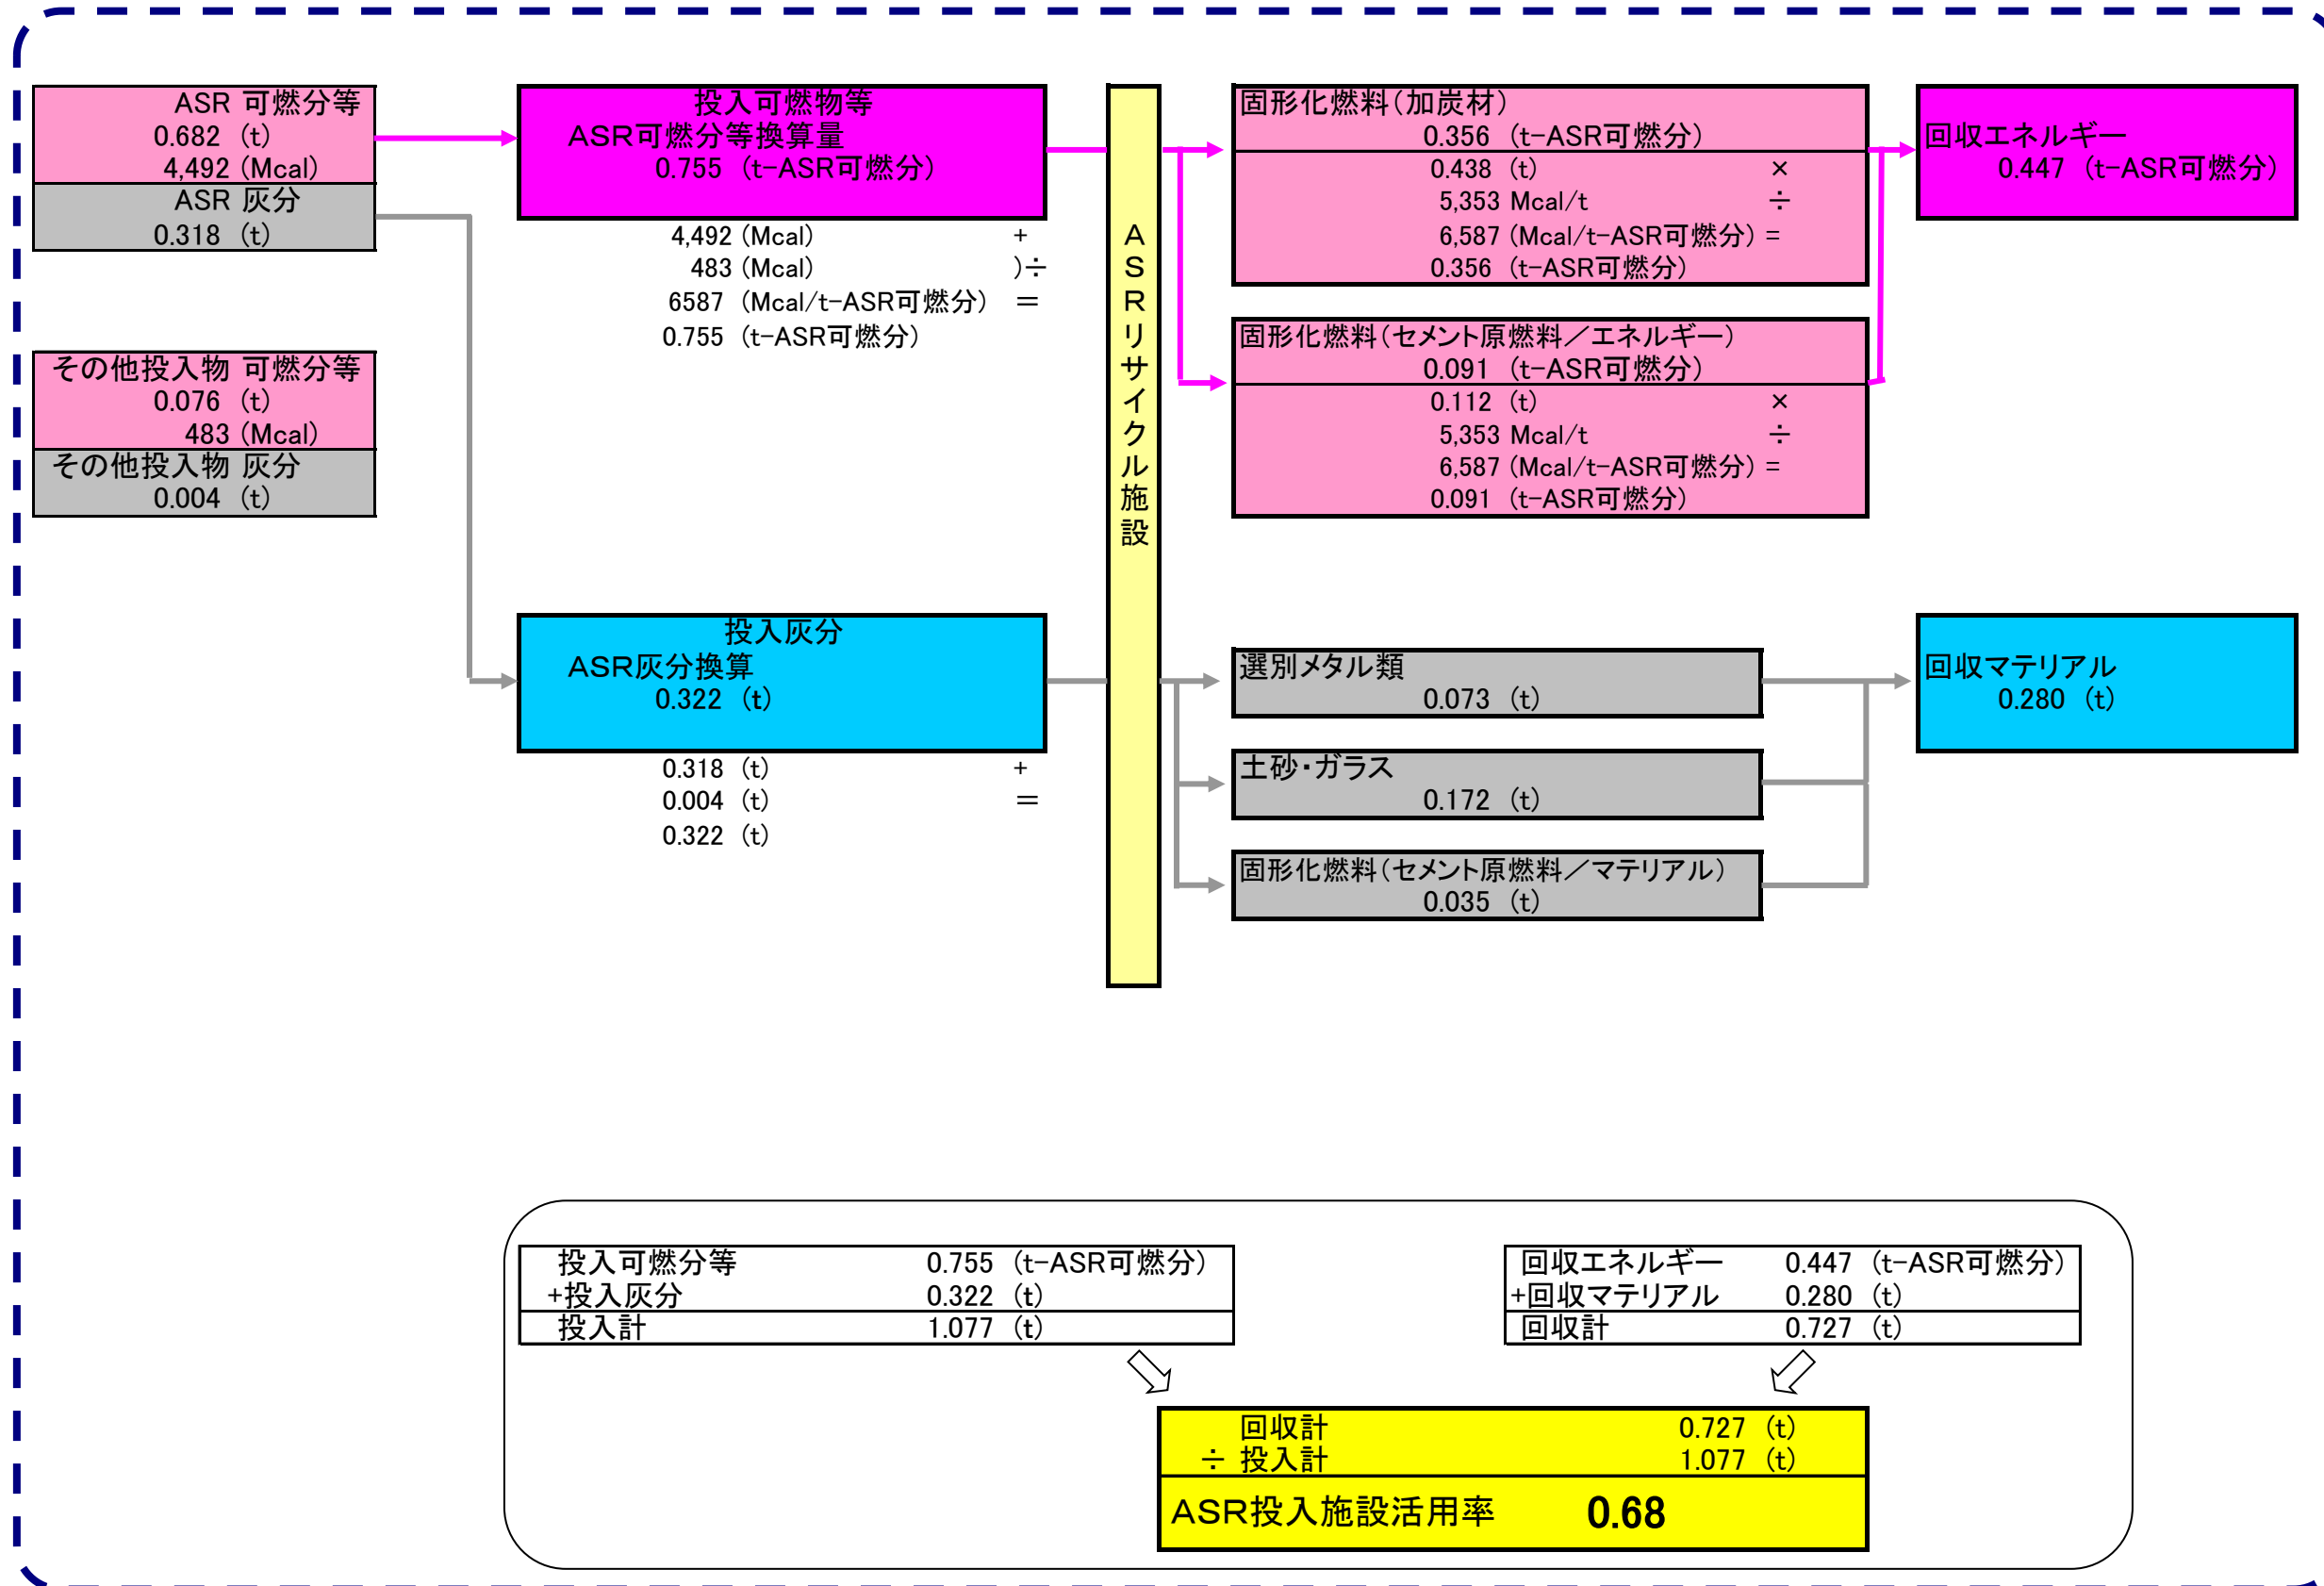 ASR 可燃分等
0.682 (t)
4,492 (Mcal)
ASR 灰分
0.318 (t)
その他投入物 可燃分等
0.076 (t)
483 (Mcal)
その他投入物 灰分
0.004 (t)
投入可燃物等
ASR可燃分等換算量
0.755 (t-ASR可燃分)
4,492 (Mcal) +
483 (Mcal) )÷
6587 (Mcal/t-ASR可燃分) =
0.755 (t-ASR可燃分)
投入灰分
ASR灰分換算
0.322 (t)
0.318 (t) +
0.004 (t) =
0.322 (t)
ASRリサイクル施設
固形化燃料(加炭材)
0.356 (t-ASR可燃分)
0.438 (t) ×
5,353 Mcal/t ÷
6,587 (Mcal/t-ASR可燃分) =
0.356 (t-ASR可燃分)
固形化燃料(セメント原燃料/エネルギー)
0.091 (t-ASR可燃分)
0.112 (t) ×
5,353 Mcal/t ÷
6,587 (Mcal/t-ASR可燃分) =
0.091 (t-ASR可燃分)
選別メタル類
0.073 (t)
土砂・ガラス
0.172 (t)
固形化燃料(セメント原燃料/マテリアル)
0.035 (t)
回収エネルギー
0.447 (t-ASR可燃分)
回収マテリアル
0.280 (t)
投入可燃分等 0.755 (t-ASR可燃分)
+投入灰分 0.322 (t)
投入計 1.077 (t)
回収エネルギー 0.447 (t-ASR可燃分)
+回収マテリアル 0.280 (t)
回収計 0.727 (t)
回収計 0.727 (t)
÷ 投入計 1.077 (t)
ASR投入施設活用率 0.68